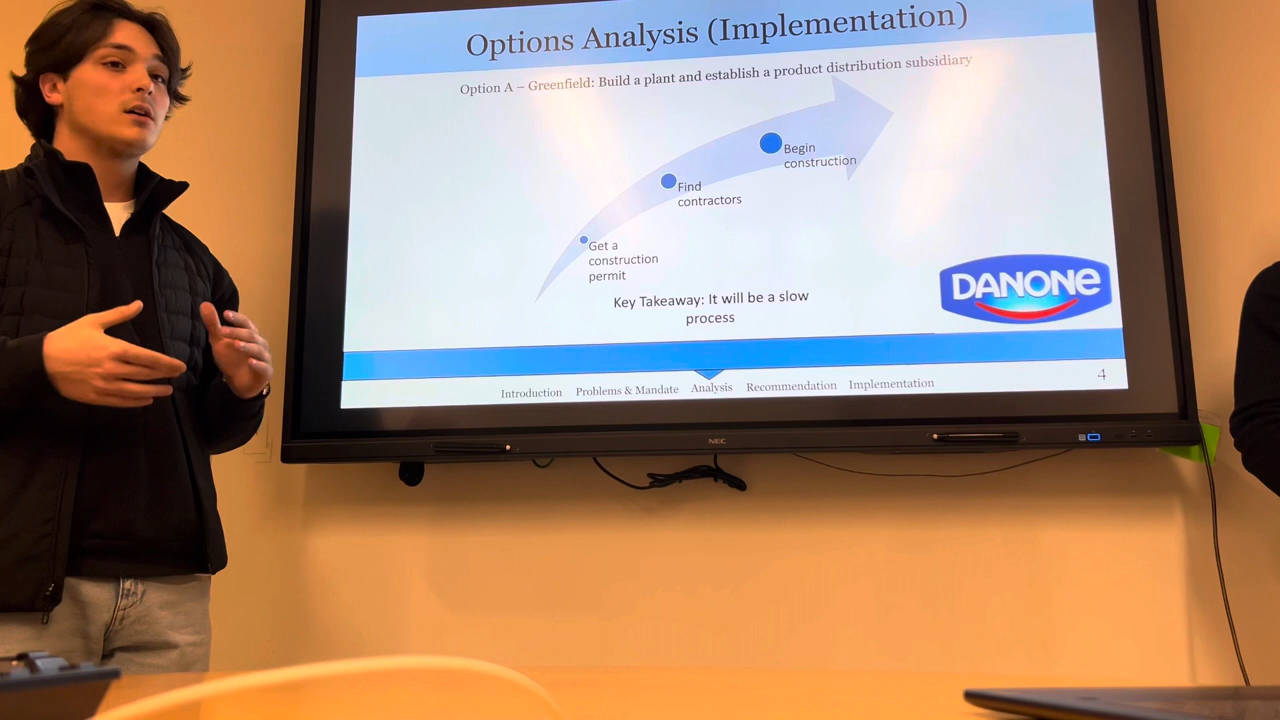 Options Analysis (Implementation)
Option A – Greenfield: Build a plant and establish a product distribution subsidiary
Begin
construction
Find
contractors
Get a
construction
permit
Key Takeaway: It will be a slow
process
DANONE
Introduction Problems & Mandate Analysis Recommendation Implementation
4
NEC